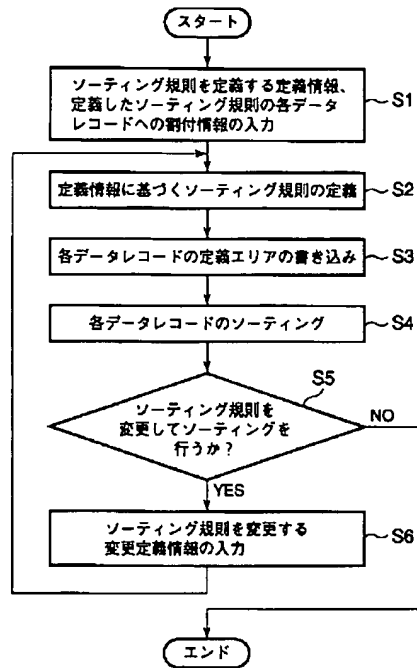 スタート
ソーティング規則を定義する定義情報、
定義したソーティング規則の各データ
レコードへの割付情報の入力
S1
定義情報に基づくソーティング規則の定義
S2
各データレコードの定義エリアの書き込み
S3
各データレコードのソーティング
S4
S5
ソーティング規則を
変更してソーティングを
行うか？
NO
YES
ソーティング規則を変更する
変更定義情報の入力
S6
エンド